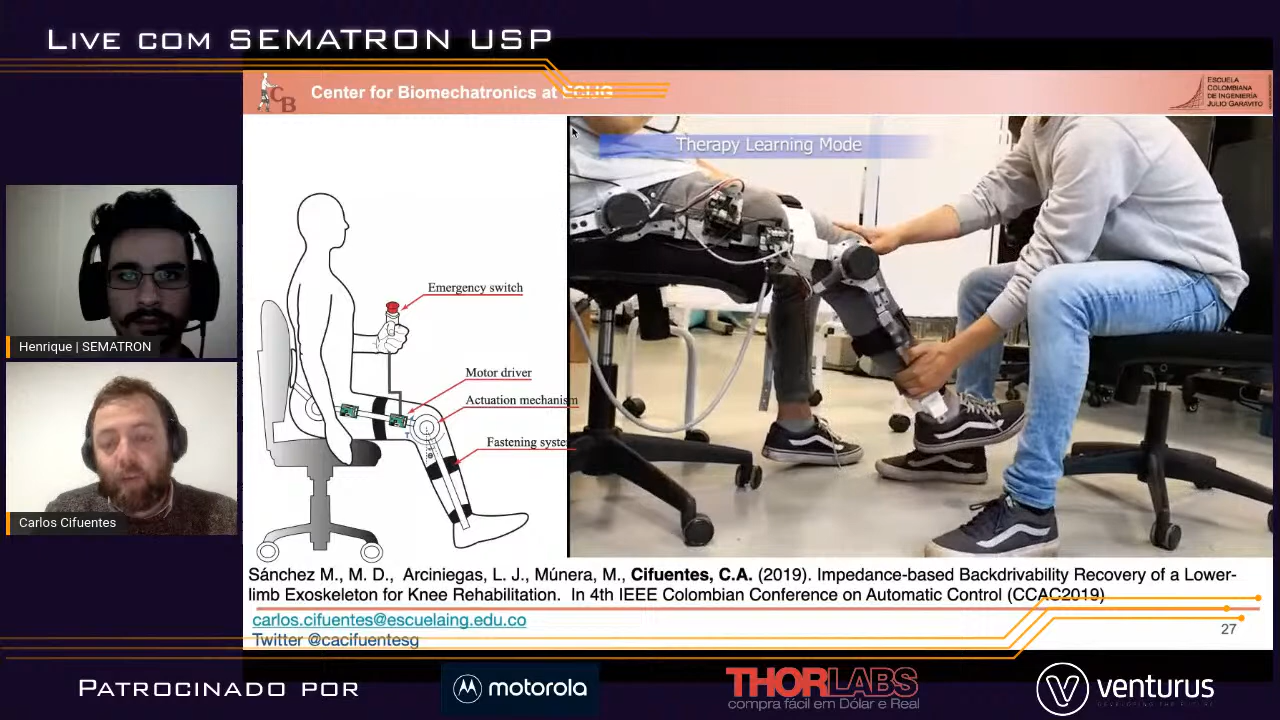 LIVE COM SEMATRON USP
CB
Center for Biomechatronics at ECIJG
ESCUELA
COLOMBIANA
DE INGENIERÍA
JULIO GARAVITO
Therapy Learning Mode
Emergency switch
Motor driver
Actuation mechanism
Fastening syste
Henrique | SEMATRON
Carlos Cifuentes
Sánchez M., M. D., Arciniegas, L. J., Múnera, M., Cifuentes, C.A. (2019). Impedance-based Backdrivability Recovery of a Lower-
limb Exoskeleton for Knee Rehabilitation. In 4th IEEE Colombian Conference on Automatic Control (CCAC2019)
carlos.cifuentes@escuelaing.edu.co
Twitter @cacifuentesg
27
PATROCINADO POR
motorola
THORLABS
compra fácil em Dólar e Real
venturus